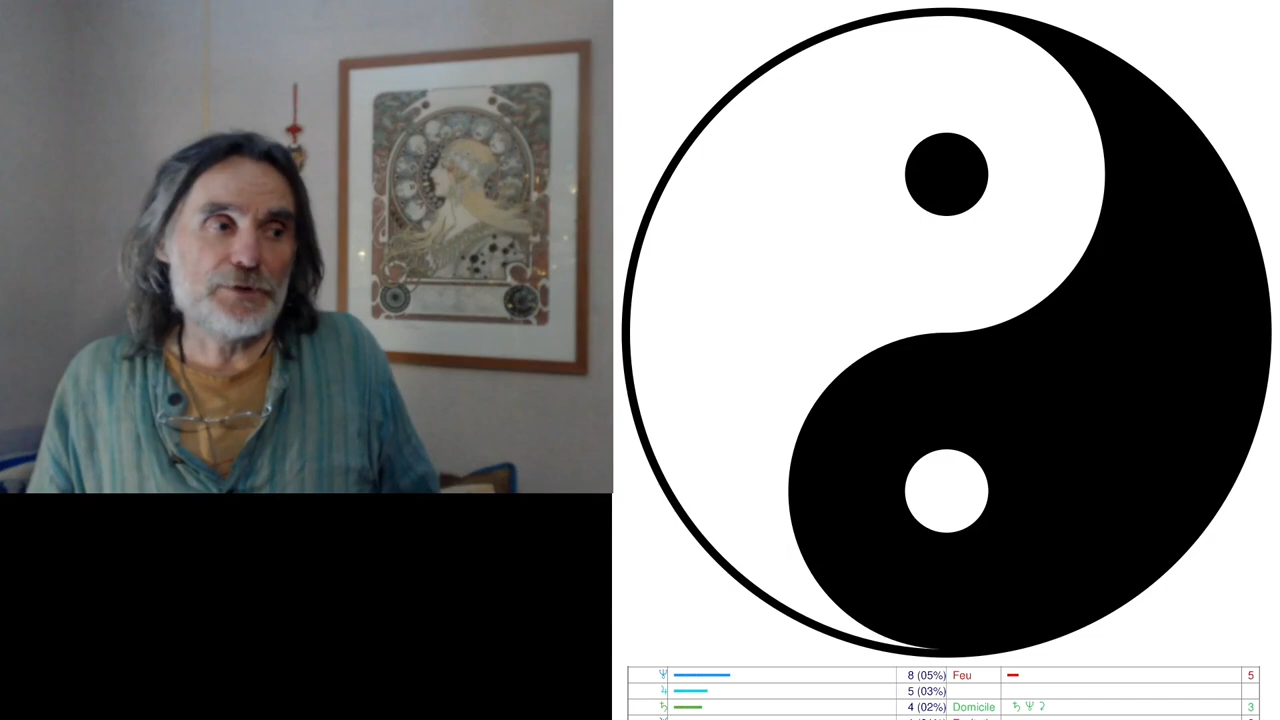 ♆ 8 (05%) Feu 5
♃ 5 (03%)
♄ 4 (02%) Domicile ♄ ♆ ⚳ 3